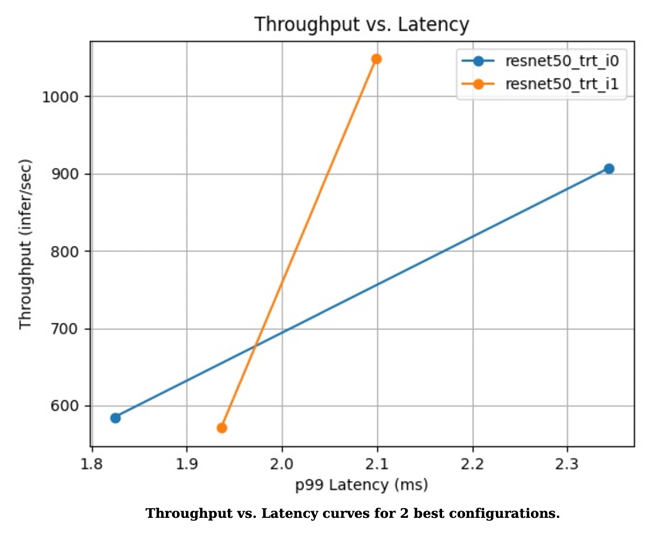 Throughput vs. Latency
resnet50_trt_i0
resnet50_trt_i1
Throughput (infer/sec)
1000
900
800
700
600
1.8 1.9 2.0 2.1 2.2 2.3
p99 Latency (ms)
Throughput vs. Latency curves for 2 best configurations.